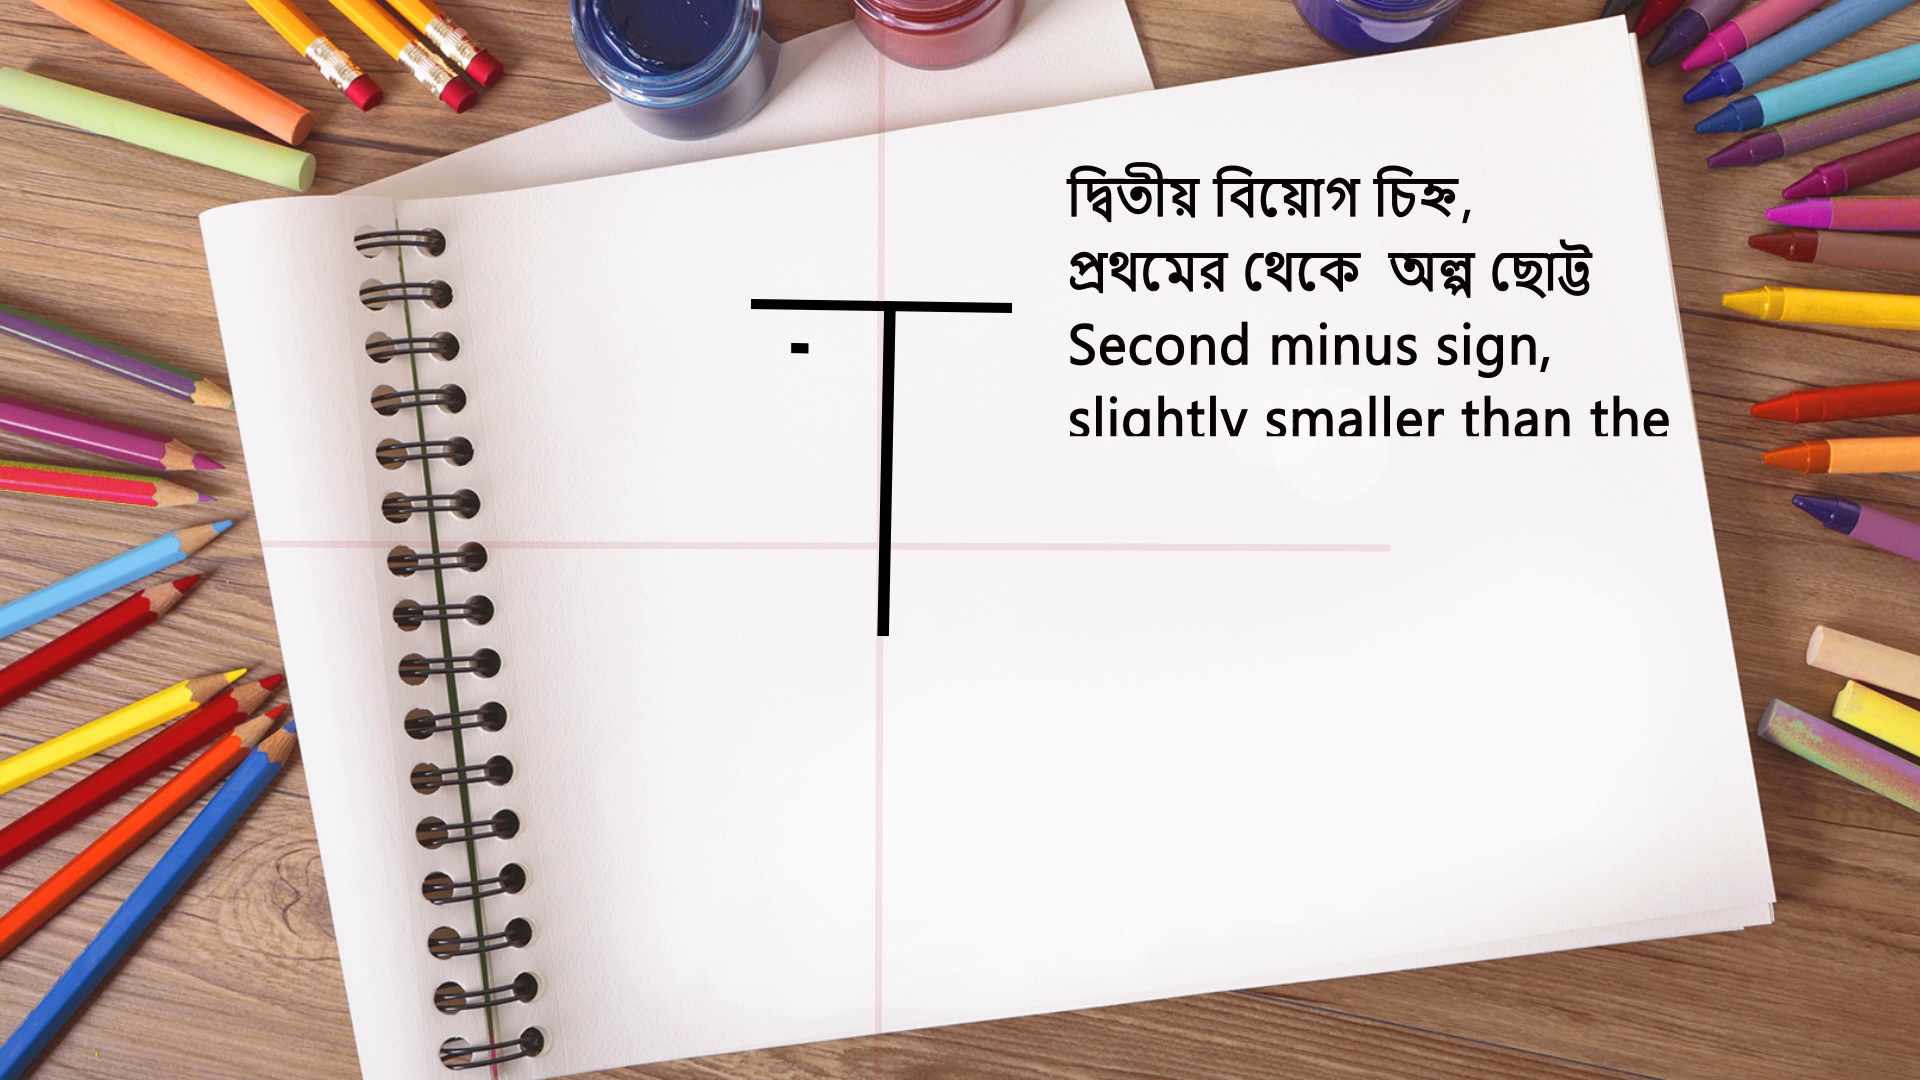 দ্বিতীয় বিয়োগ চিহ্ন,
প্রথমের থেকে অল্প ছোট্ট
Second minus sign,
slightly smaller than the